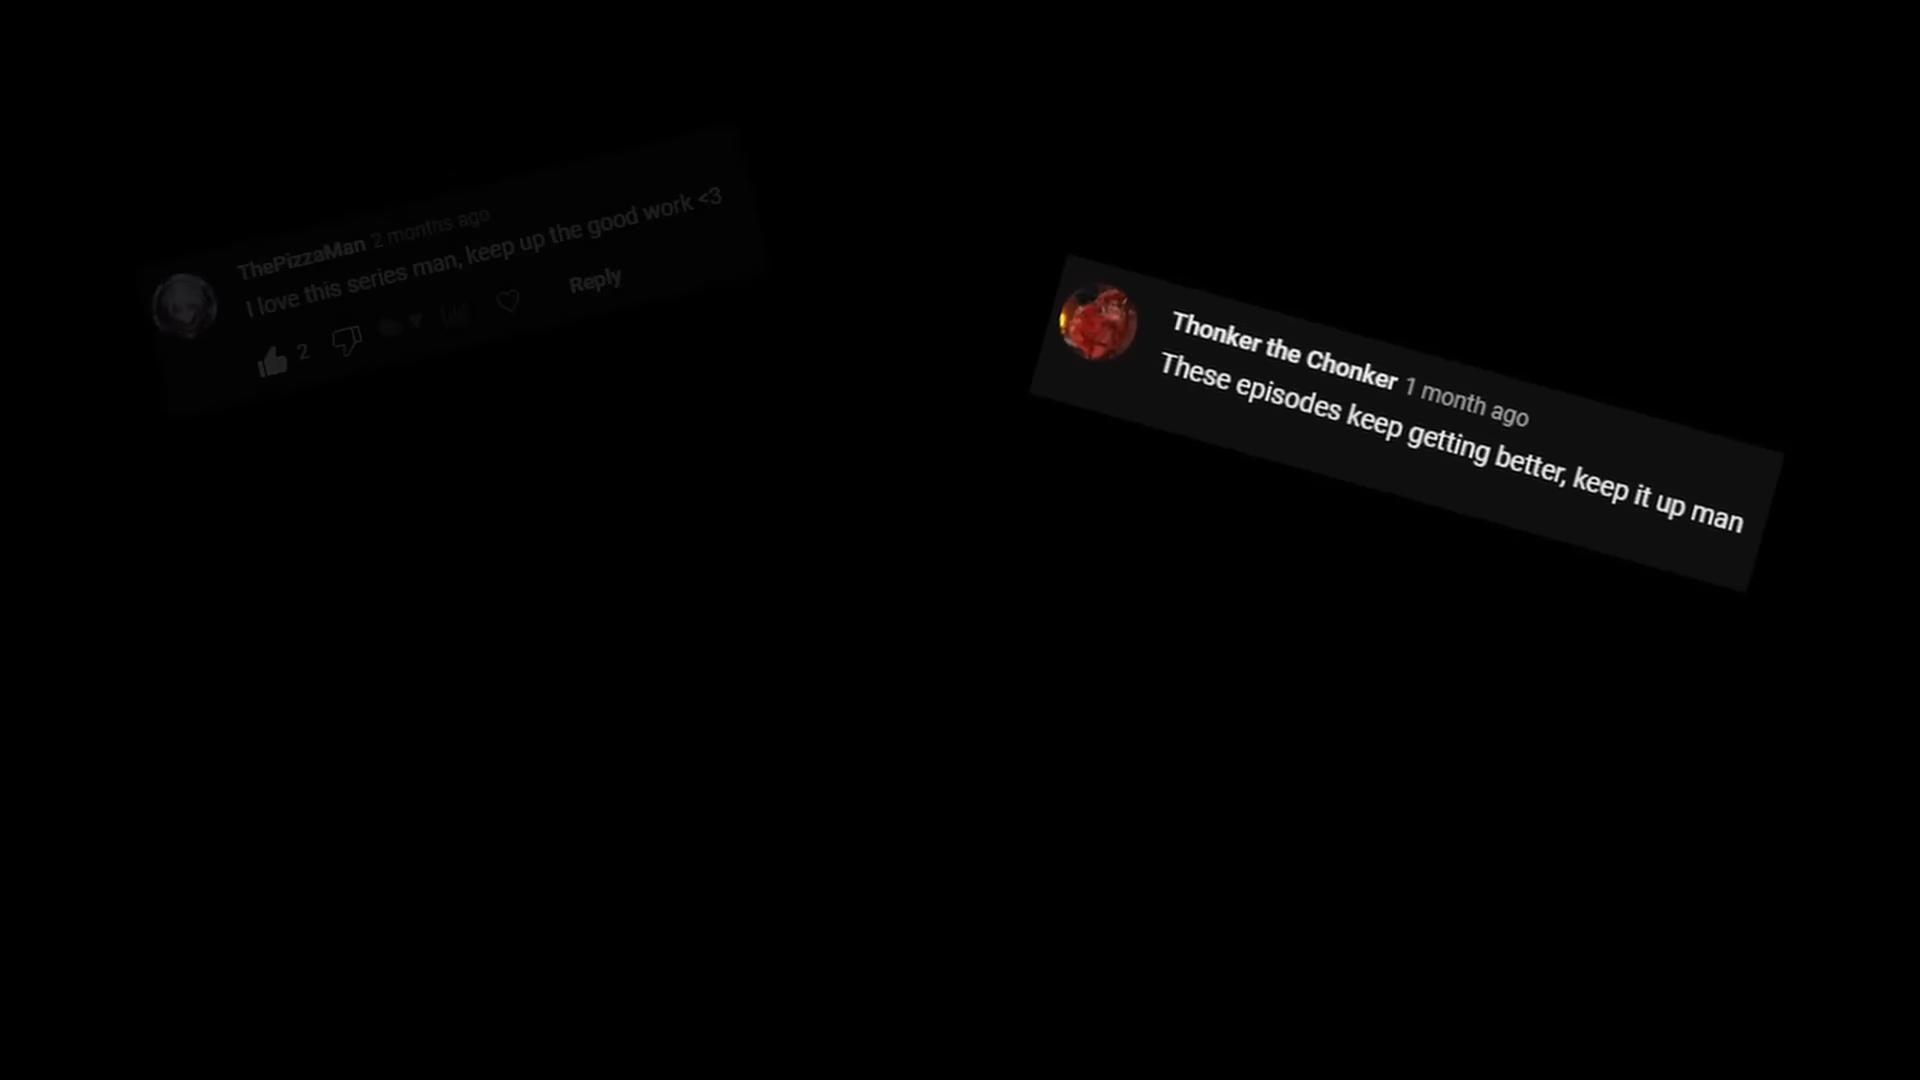 ThePizzaMan 2 months ago
I love this series man, keep up the good work <3
2 Reply
Thonker the Chonker 1 month ago
These episodes keep getting better, keep it up man